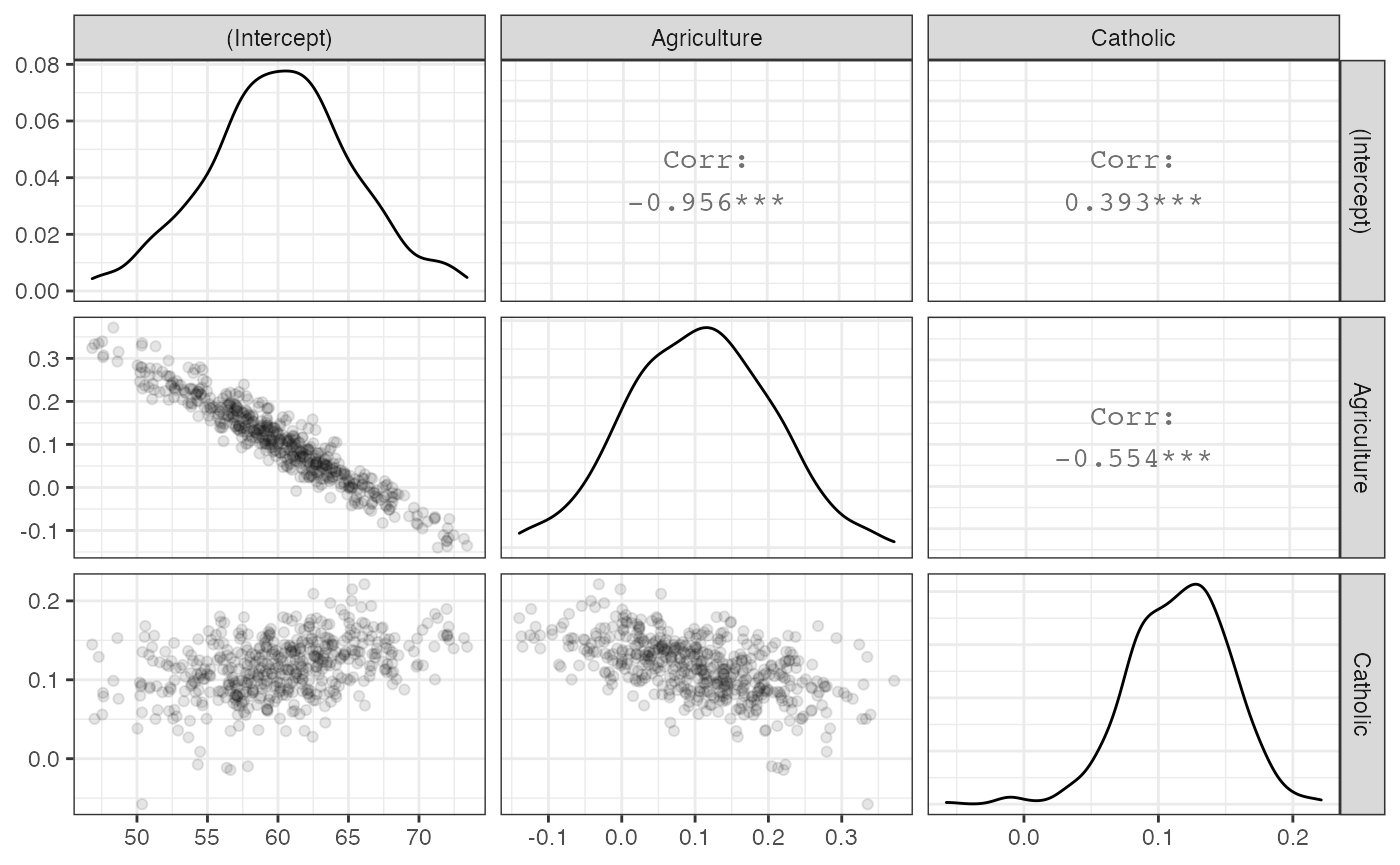 (Intercept)
Agriculture
Catholic
0.08
0.06
0.04
0.02
0.00
Corr:
-0.956***
Corr:
0.393***
(Intercept)
0.3
0.2
0.1
0.0
-0.1
Corr:
-0.554***
Agriculture
0.2
0.1
0.0
Catholic
50 55 60 65 70
-0.1 0.0 0.1 0.2 0.3
0.0 0.1 0.2